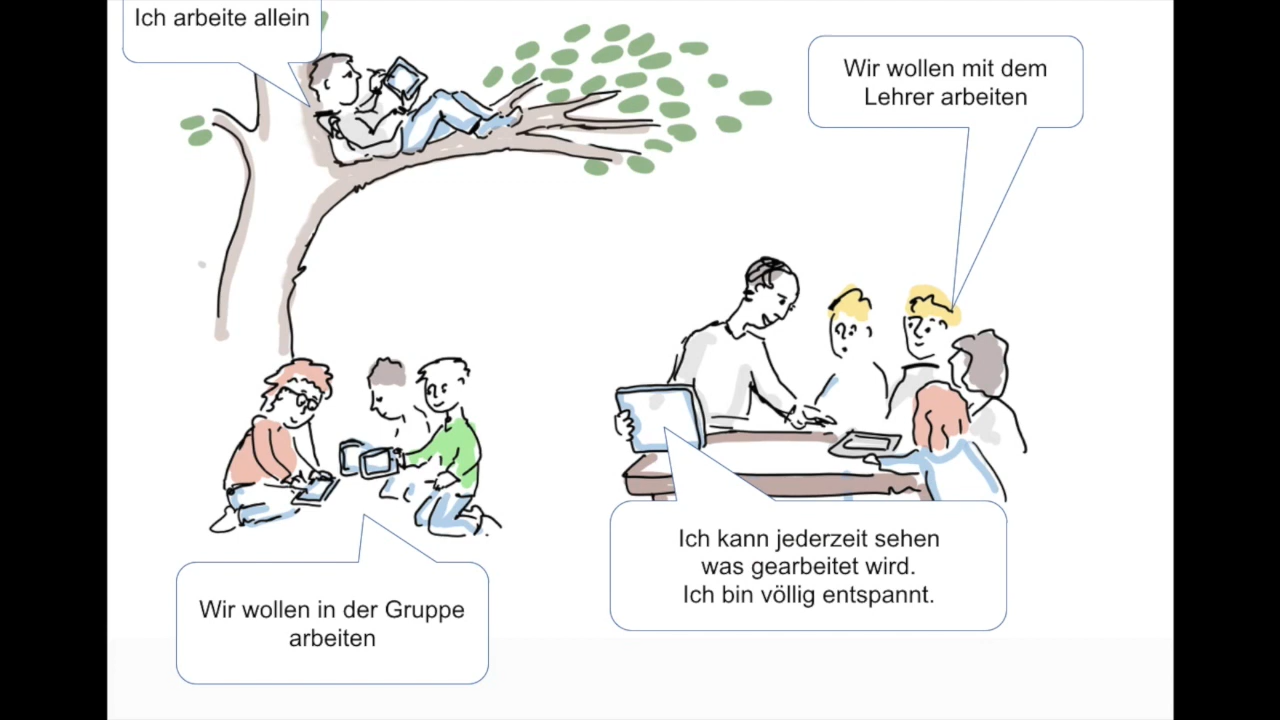 Ich arbeite allein
Wir wollen mit dem
Lehrer arbeiten
Wir wollen in der Gruppe
arbeiten
Ich kann jederzeit sehen
was gearbeitet wird.
Ich bin völlig entspannt.